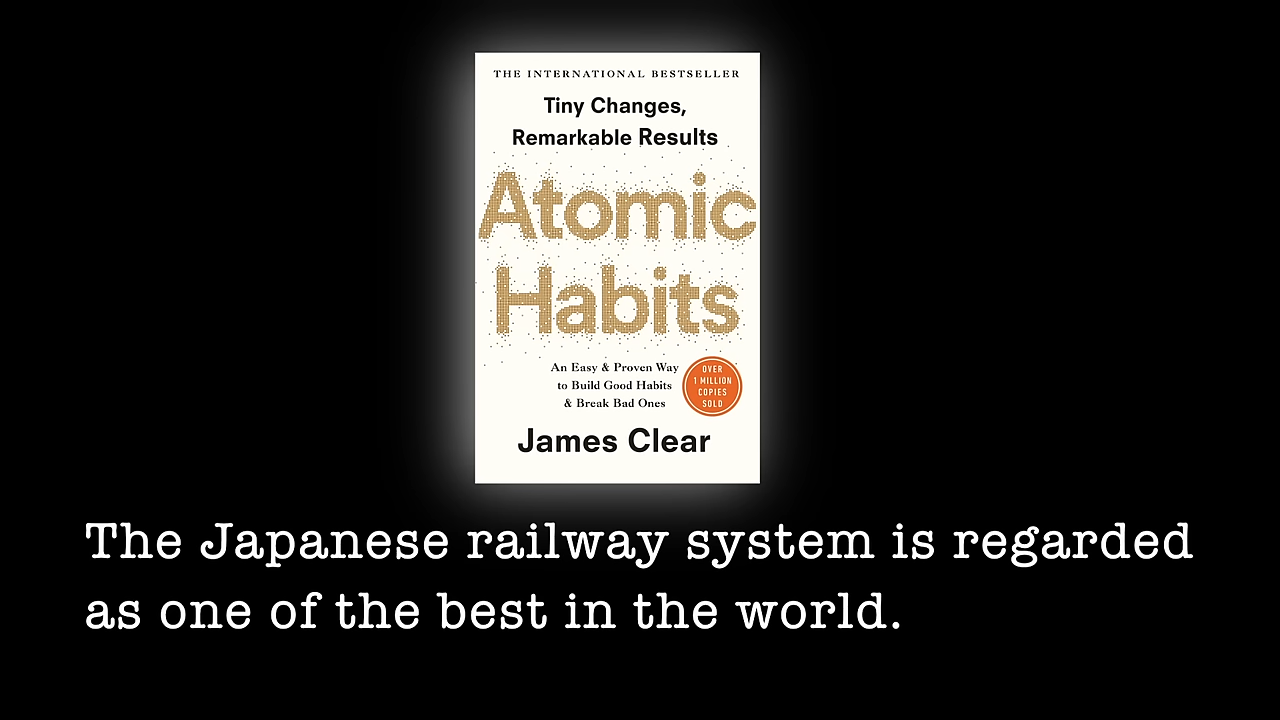 THE INTERNATIONAL BESTSELLER
Tiny Changes,
Remarkable Results
Atomic
Habits
An Easy & Proven Way
to Build Good Habits
& Break Bad Ones
OVER
1 MILLION
COPIES
SOLD
James Clear
The Japanese railway system is regarded
as one of the best in the world.